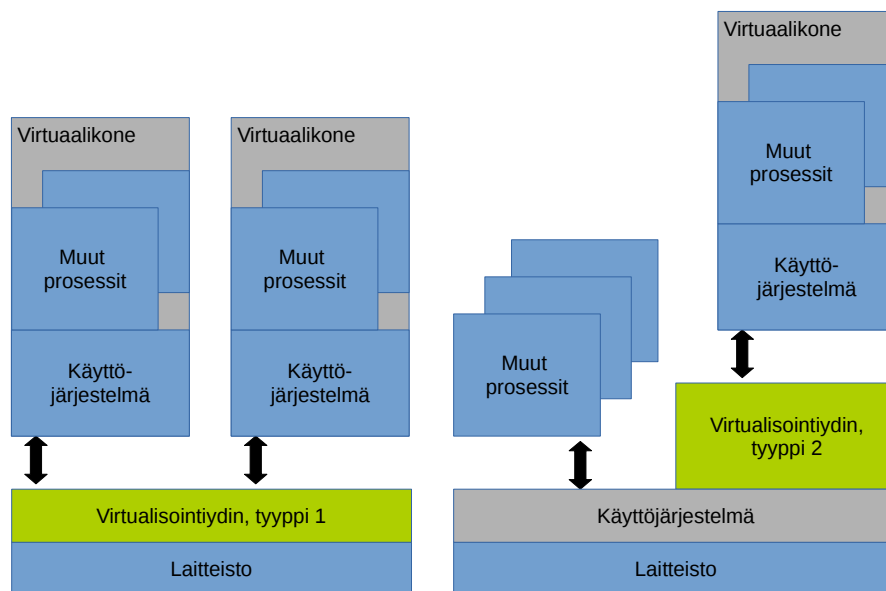 Virtuaalikone
Muut
prosessit
Käyttö-
järjestelmä
Virtuaalikone
Muut
prosessit
Käyttö-
järjestelmä
Virtualisointiydin, tyyppi 1
Laitteisto
Virtuaalikone
Muut
prosessit
Käyttö-
järjestelmä
Muut
prosessit
Virtualisointiydin,
tyyppi 2
Käyttöjärjestelmä
Laitteisto